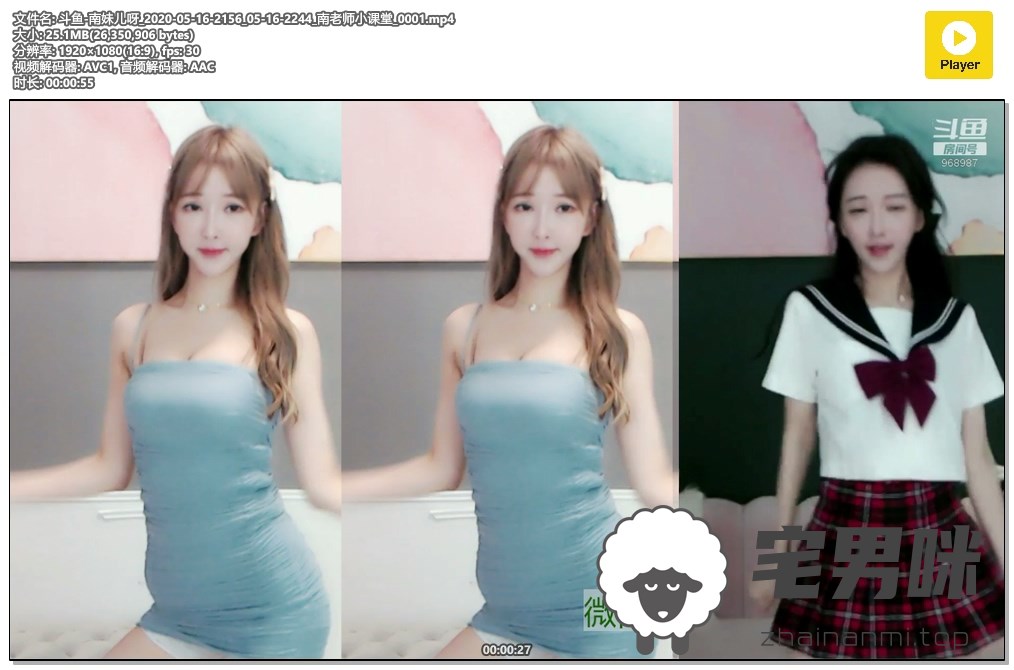 文件名: 斗鱼-南妹儿呀_2020-05-16-2156_05-16-2244_南老师小课堂_0001.mp4
大小: 25.1MB(26,350,906 bytes)
分辨率: 1920×1080(16:9), fps: 30
视频解码器: AVC1, 音频解码器: AAC
时长: 00:00:55
Player
斗鱼
房间号
968987
微
宅男咪
zhainanmi.top
00:00:27